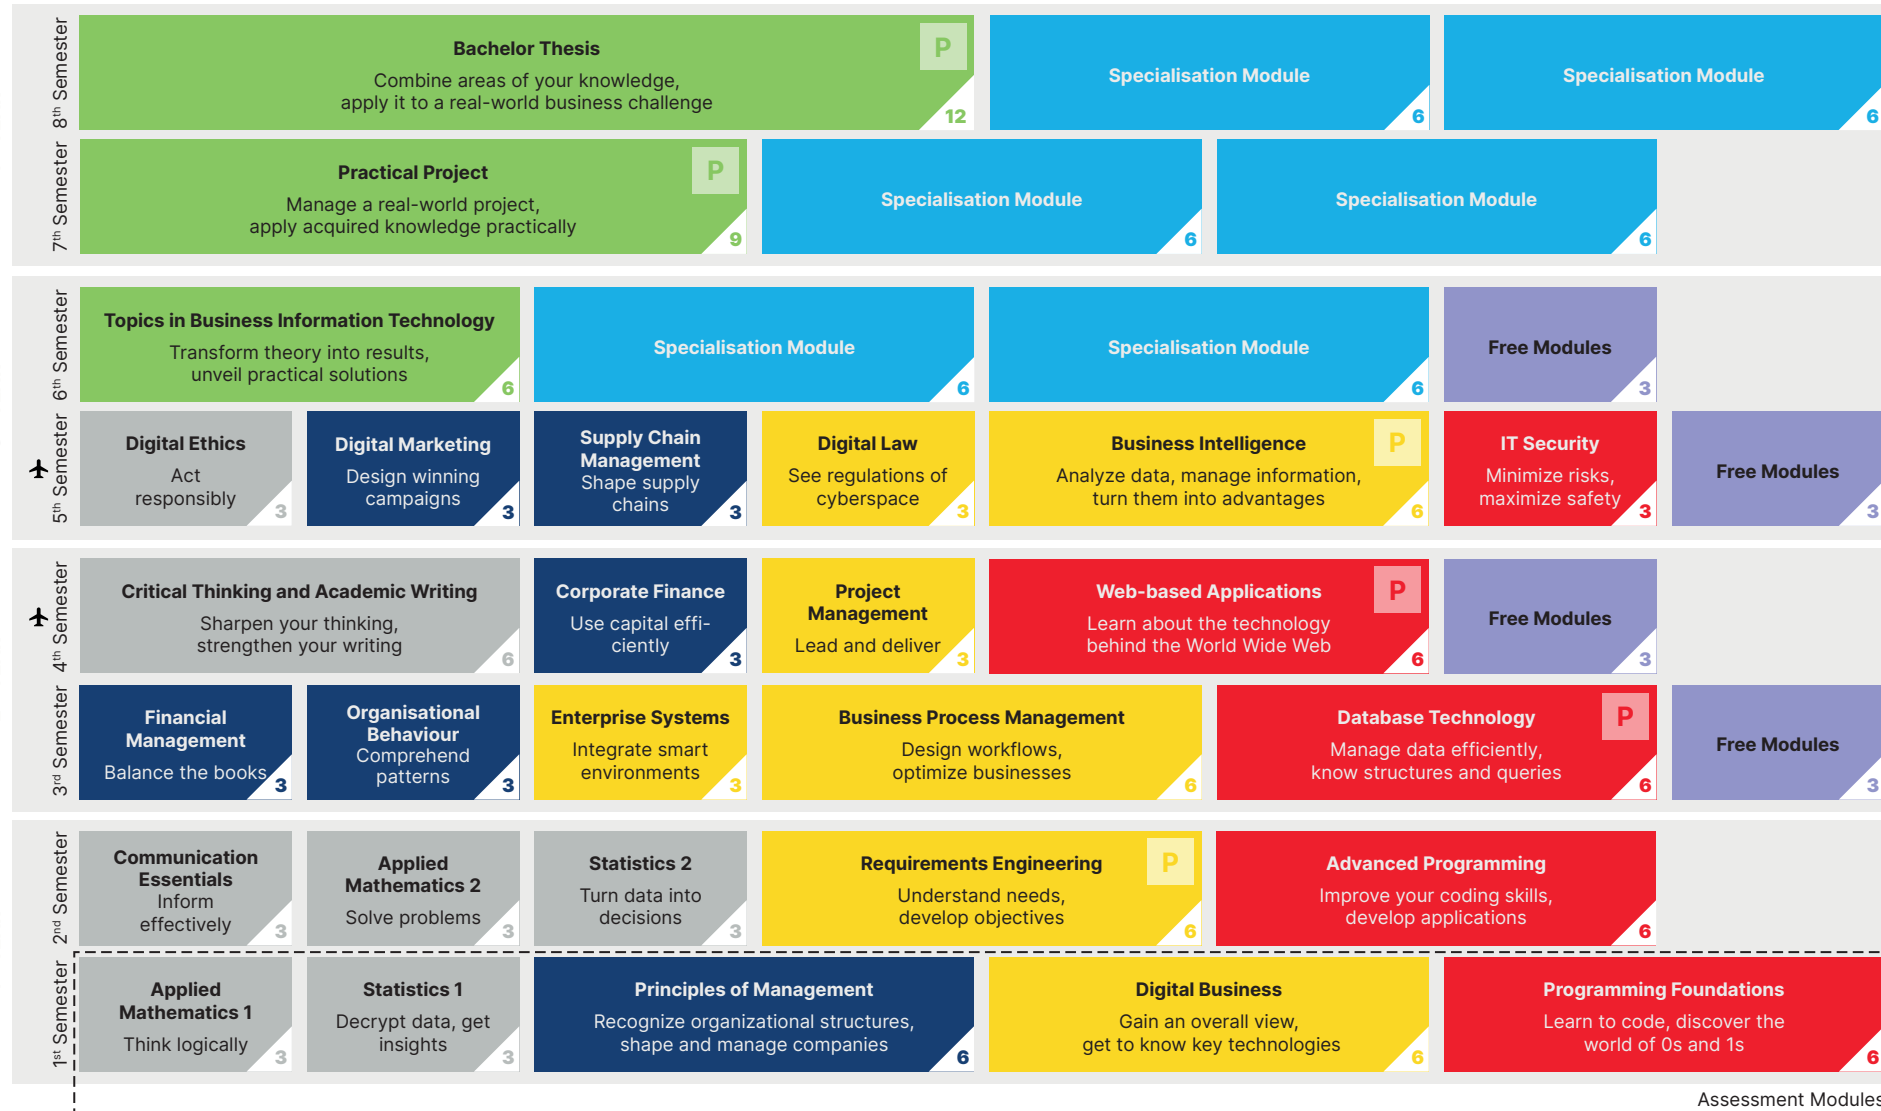 8th Semester
Bachelor Thesis
Combine areas of your knowledge,
apply it to a real-world business challenge
P
12
Specialisation Module
6
Specialisation Module
6
7th Semester
Practical Project
Manage a real-world project,
apply acquired knowledge practically
P
9
Specialisation Module
6
Specialisation Module
6
6th Semester
Topics in Business Information Technology
Transform theory into results,
unveil practical solutions
6
Specialisation Module
6
Specialisation Module
6
Free Modules
3
5th Semester
Digital Ethics
Act
responsibly
3
Digital Marketing
Design winning
campaigns
3
Supply Chain
Management
Shape supply
chains
3
Digital Law
See regulations of
cyberspace
3
Business Intelligence
Analyze data, manage information,
turn them into advantages
P
6
IT Security
Minimize risks,
maximize safety
3
Free Modules
3
4th Semester
Critical Thinking and Academic Writing
Sharpen your thinking,
strengthen your writing
6
Corporate Finance
Use capital effi-
ciently
3
Project
Management
Lead and deliver
3
Web-based Applications
Learn about the technology
behind the World Wide Web
P
6
Free Modules
3
3rd Semester
Financial
Management
Balance the books
3
Organisational
Behaviour
Comprehend
patterns
3
Enterprise Systems
Integrate smart
environments
3
Business Process Management
Design workflows,
optimize businesses
6
Database Technology
Manage data efficiently,
know structures and queries
P
6
Free Modules
3
2nd Semester
Communication
Essentials
Inform
effectively
3
Applied
Mathematics 2
Solve problems
3
Statistics 2
Turn data into
decisions
3
Requirements Engineering
Understand needs,
develop objectives
P
6
Advanced Programming
Improve your coding skills,
develop applications
6
1st Semester
Applied
Mathematics 1
Think logically
3
Statistics 1
Decrypt data, get
insights
3
Principles of Management
Recognize organizational structures,
shape and manage companies
6
Digital Business
Gain an overall view,
get to know key technologies
6
Programming Foundations
Learn to code, discover the
world of 0s and 1s
6
Assessment Modules